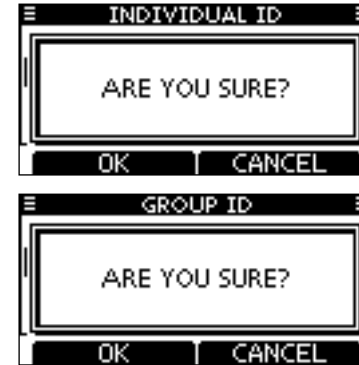 INDIVIDUAL ID
ARE YOU SURE?
OK CANCEL
GROUP ID
ARE YOU SURE?
OK CANCEL